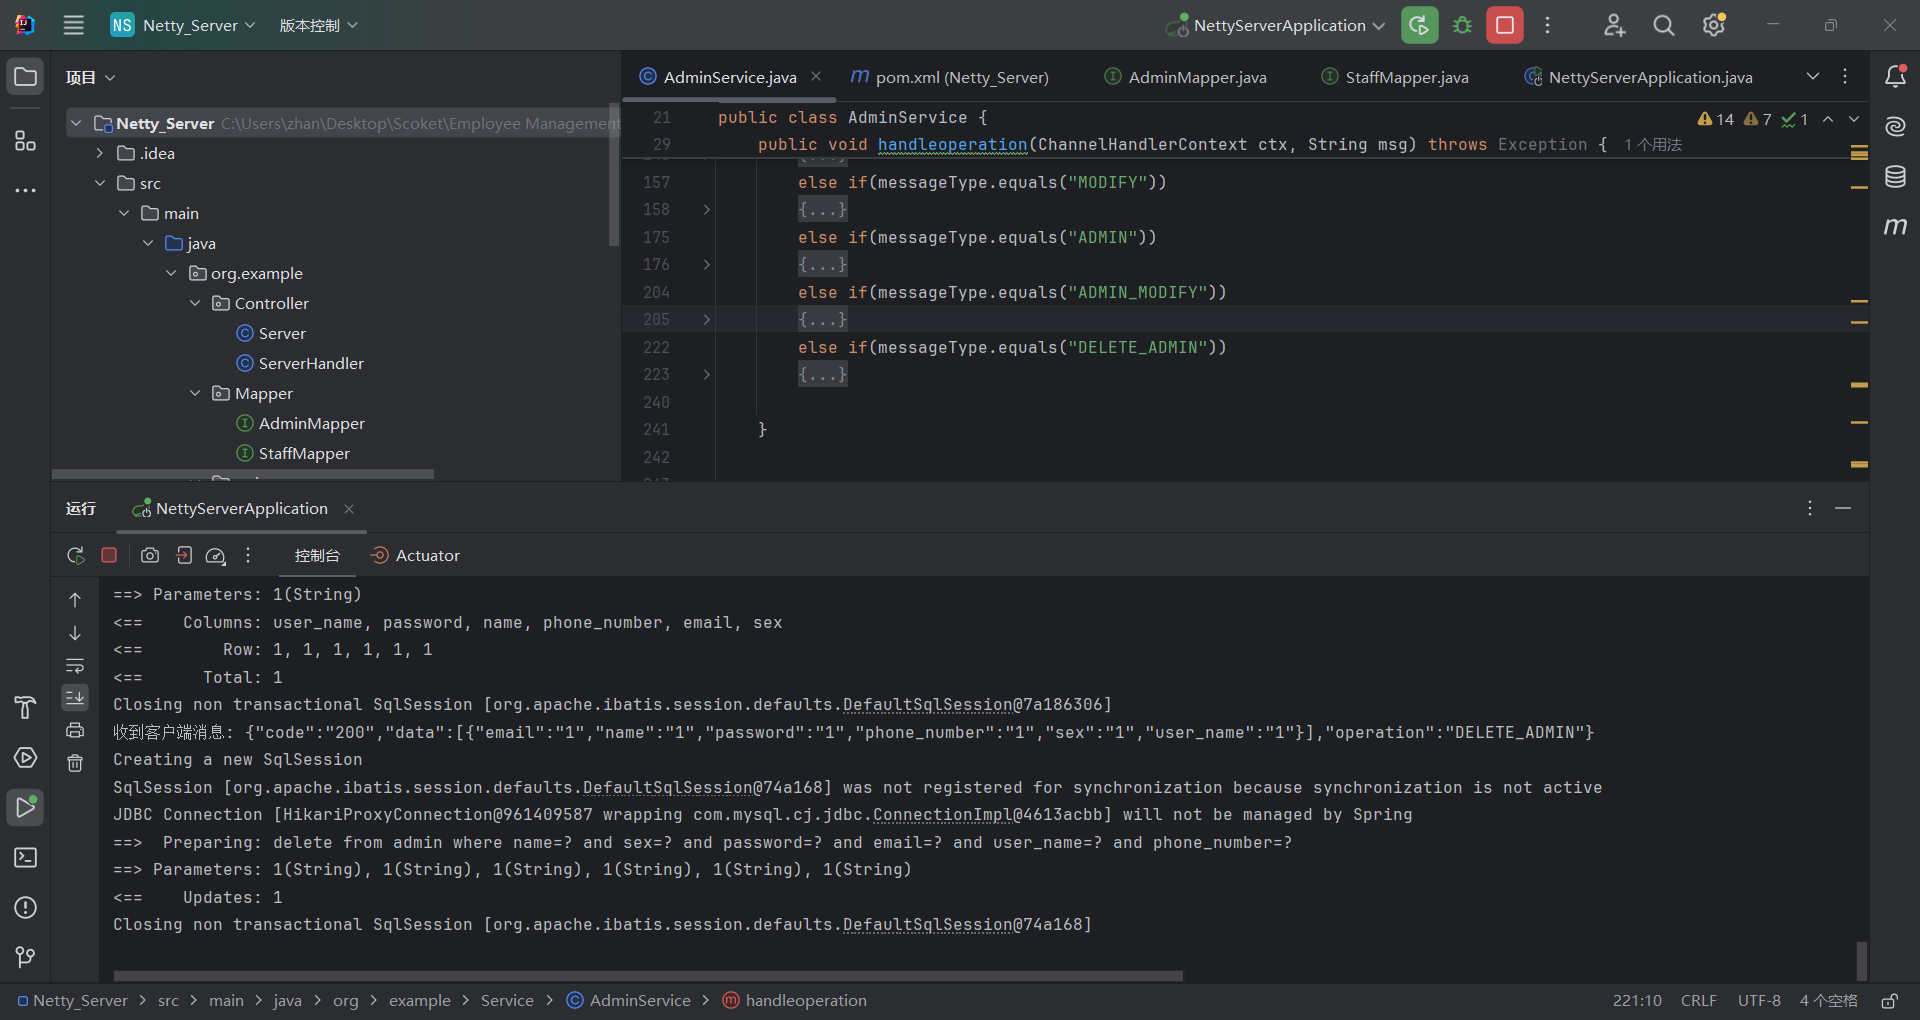 NS Netty_Server 版本控制 NettyServerApplication
项目
AdminService.java pom.xml (Netty_Server) AdminMapper.java StaffMapper.java NettyServerApplication.java
Netty_Server C:\Users\zhan\Desktop\Scoket\Employee Management
.idea
src
main
java
org.example
Controller
Server
ServerHandler
Mapper
AdminMapper
StaffMapper
21 public class AdminService {
14 7 1
29 public void handleoperation(ChannelHandlerContext ctx, String msg) throws Exception { 1 个用法
157 else if(messageType.equals("MODIFY"))
158 {...}
175 else if(messageType.equals("ADMIN"))
176 {...}
204 else if(messageType.equals("ADMIN_MODIFY"))
205 {...}
222 else if(messageType.equals("DELETE_ADMIN"))
223 {...}
240
241 }
242
运行 NettyServerApplication
控制台 Actuator
==> Parameters: 1(String)
<== Columns: user_name, password, name, phone_number, email, sex
<== Row: 1, 1, 1, 1, 1, 1
<== Total: 1
Closing non transactional SqlSession [org.apache.ibatis.session.defaults.DefaultSqlSession@7a186306]
收到客户端消息: {"code":"200","data":[{"email":"1","name":"1","password":"1","phone_number":"1","sex":"1","user_name":"1"}],"operation":"DELETE_ADMIN"}
Creating a new SqlSession
SqlSession [org.apache.ibatis.session.defaults.DefaultSqlSession@74a168] was not registered for synchronization because synchronization is not active
JDBC Connection [HikariProxyConnection@961409587 wrapping com.mysql.cj.jdbc.ConnectionImpl@4613acbb] will not be managed by Spring
==> Preparing: delete from admin where name=? and sex=? and password=? and email=? and user_name=? and phone_number=?
==> Parameters: 1(String), 1(String), 1(String), 1(String), 1(String), 1(String)
<== Updates: 1
Closing non transactional SqlSession [org.apache.ibatis.session.defaults.DefaultSqlSession@74a168]
Netty_Server > src > main > java > org > example > Service > AdminService > handleoperation
221:10 CRLF UTF-8 4 个空格